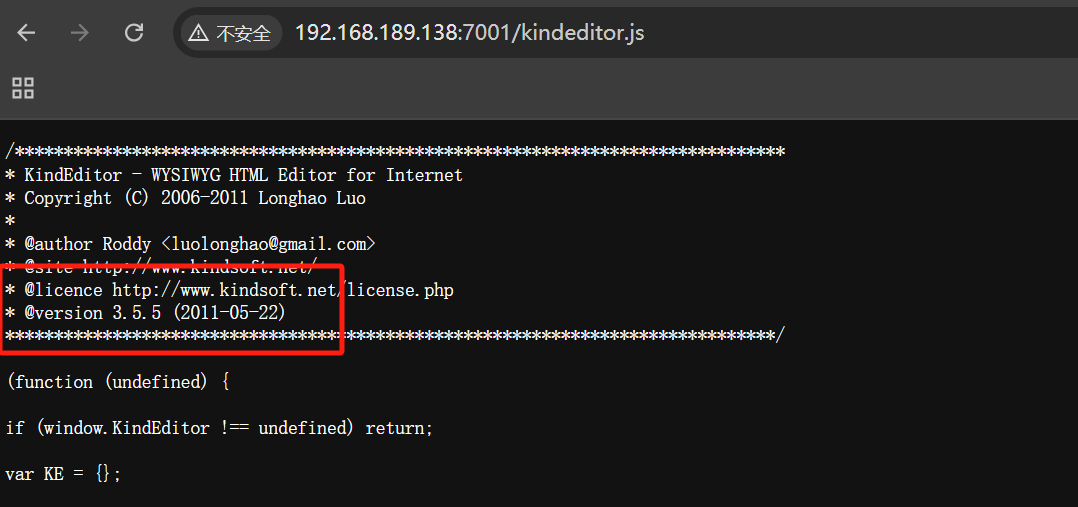 不安全 192.168.189.138:7001/kindeditor.js
/*******************************************************************************
* KindEditor - WYSIWYG HTML Editor for Internet
* Copyright (C) 2006-2011 Longhao Luo
*
* @author Roddy <luolonghao@gmail.com>
* @site http://www.kindsoft.net/
* @licence http://www.kindsoft.net/license.php
* @version 3.5.5 (2011-05-22)
*******************************************************************************/
(function (undefined) {
if (window.KindEditor !== undefined) return;
var KE = {};